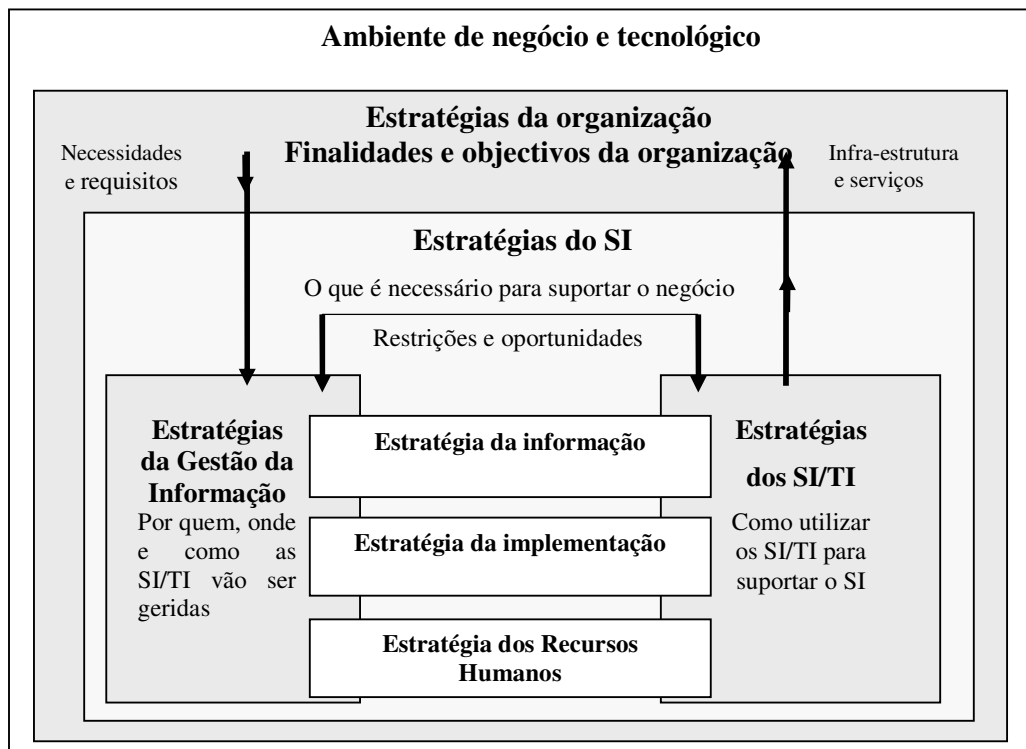 Ambiente de negócio e tecnológico
Estratégias da organização
Finalidades e objectivos da organização
Necessidades
e requisitos
Infra-estrutura
e serviços
Estratégias do SI
O que é necessário para suportar o negócio
Restrições e oportunidades
Estratégias
da Gestão da
Informação
Por quem, onde
e como as
SI/TI vão ser
geridas
Estratégia da informação
Estratégia da implementação
Estratégia dos Recursos
Humanos
Estratégias
dos SI/TI
Como utilizar
os SI/TI para
suportar o SI